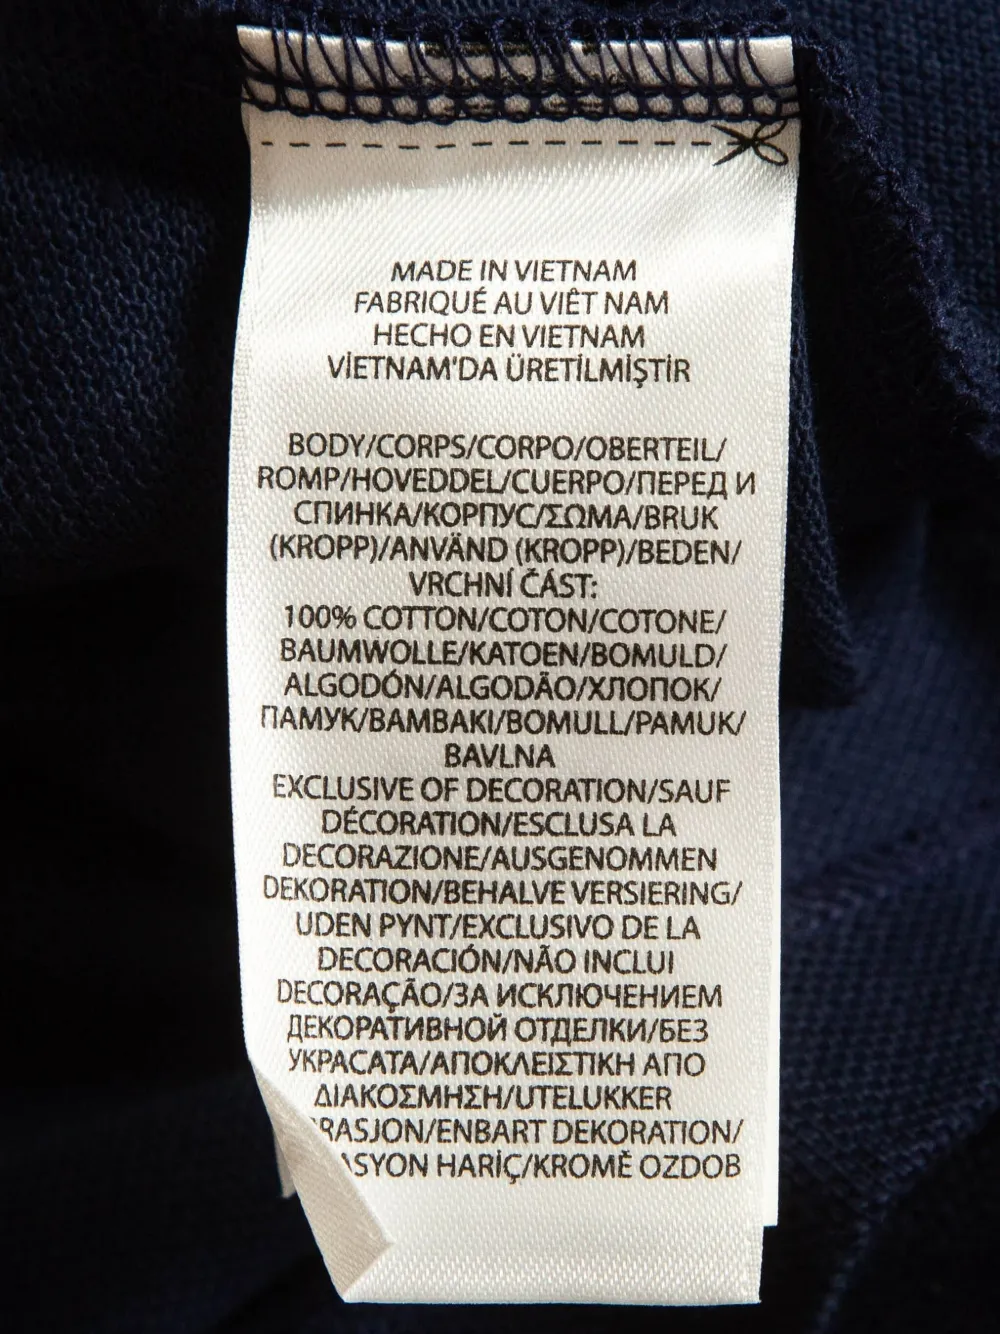 MADE IN VIETNAM
FABRIQUÉ AU VIÊT NAM
HECHO EN VIETNAM
VİETNAM'DA ÜRETİLMİŞTİR
BODY/CORPS/CORPO/OBERTEIL/
ROMP/HOVEDDEL/CUERPO/ПЕРЕД И
СПИНКА/КОРПУС/ΣΩΜΑ/BRUK
(KROPP)/ANVÄND (KROPP)/BEDEN/
VRCHNÍ ČÁST:
100% COTTON/COTON/COTONE/
BAUMWOLLE/KATOEN/BOMULD/
ALGODÓN/ALGODÃO/ХЛОПОК/
ПАМУК/BAMBAKI/BOMULL/PAMUK/
BAVLNA
EXCLUSIVE OF DECORATION/SAUF
DÉCORATION/ESCLUSA LA
DECORAZIONE/AUSGENOMMEN
DEKORATION/BEHALVE VERSIERING/
UDEN PYNT/EXCLUSIVO DE LA
DECORACIÓN/NÃO INCLUI
DECORAÇÃO/ЗА ИСКЛЮЧЕНИЕМ
ДЕКОРАТИВНОЙ ОТДЕЛКИ/БЕЗ
УКРАСАТА/ΑΠΟΚΛΕΙΣΤΙΚΗ ΑΠΟ
ΔΙΑΚΟΣΜΗΣΗ/UTELUKKER
RASJON/ENBART DEKORATION/
ASYON HARİÇ/KROMĚ OZDOB